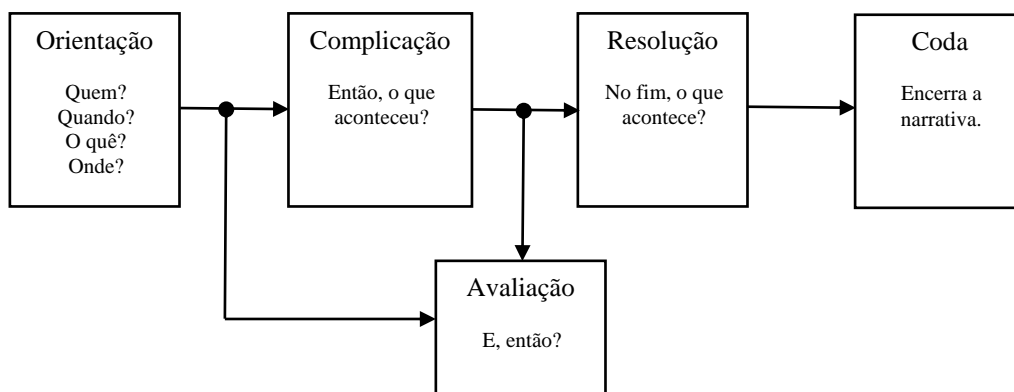 Orientação
Quem?
Quando?
O quê?
Onde?
Complicação
Então, o que
aconteceu?
Resolução
No fim, o que
acontece?
Coda
Encerra a
narrativa.
Avaliação
E, então?